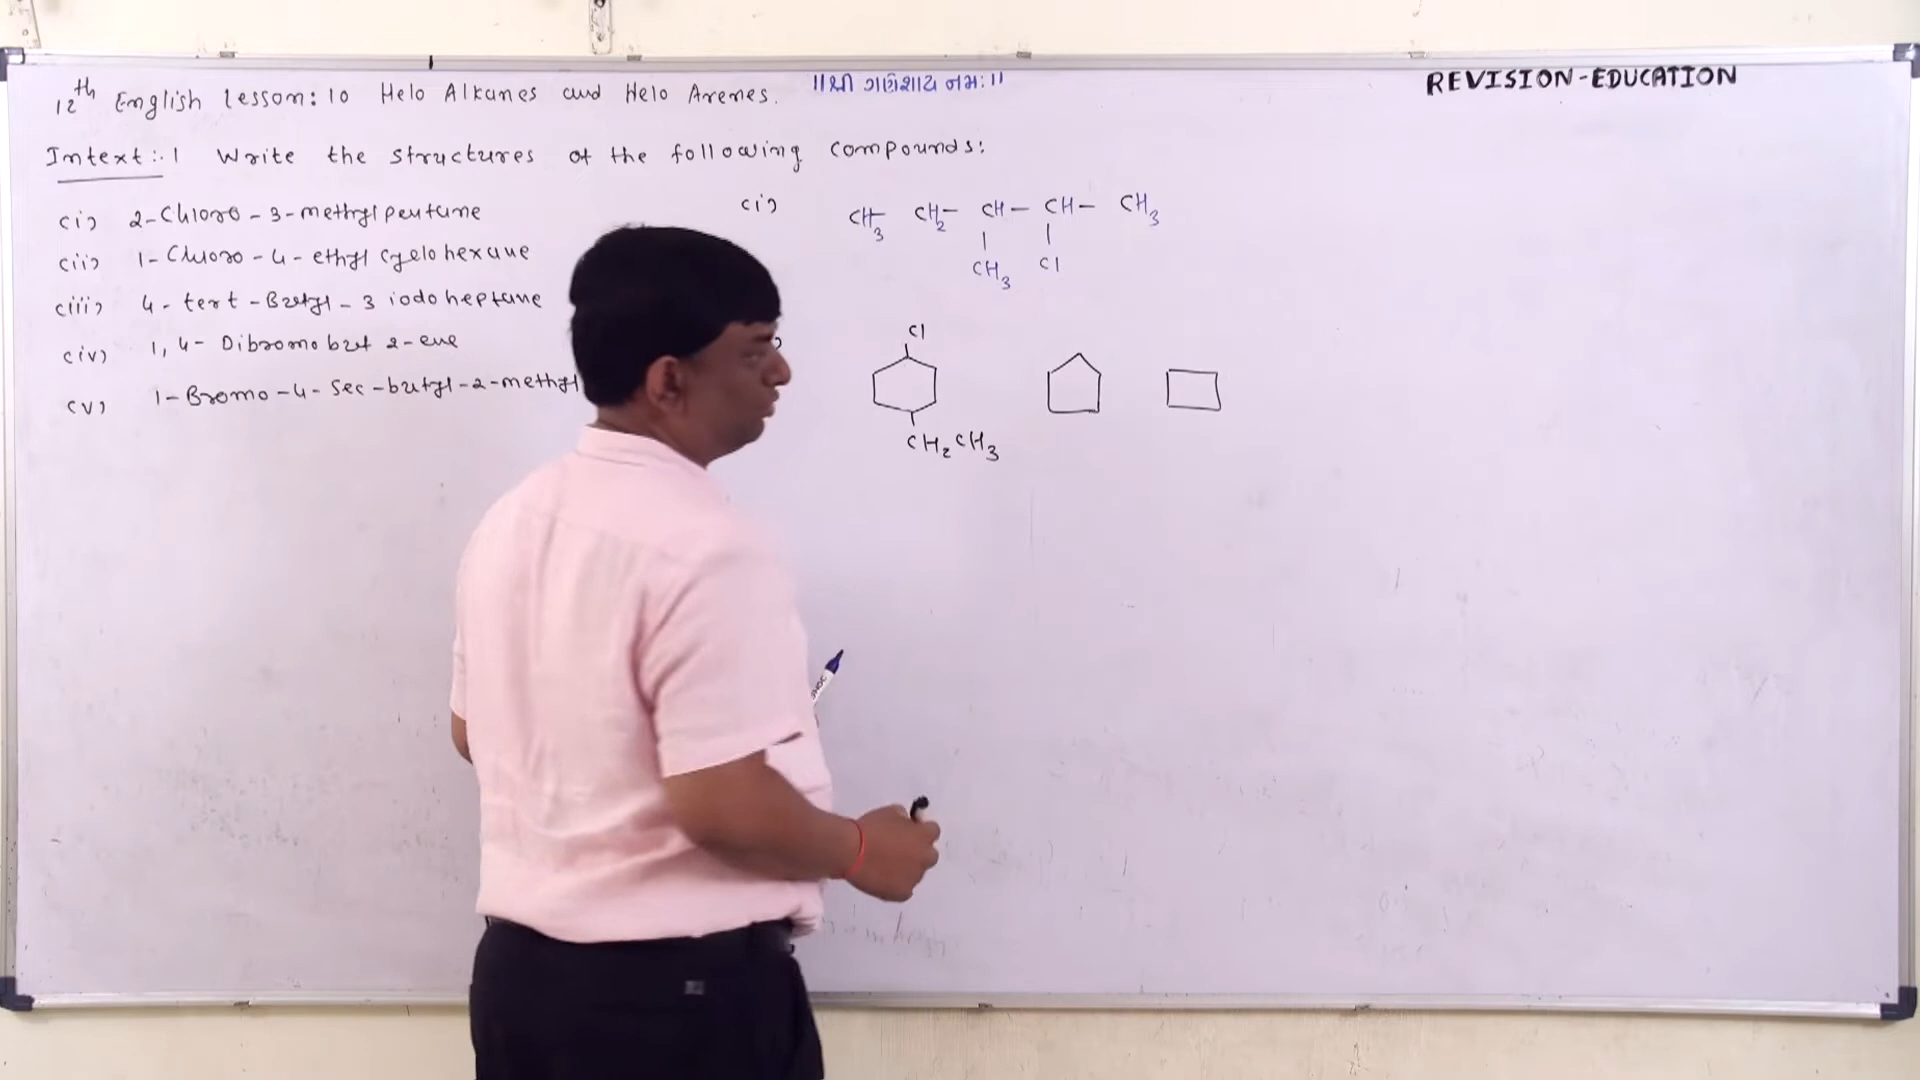 12th English Lesson: 10 Helo Alkanes and Helo Arenes.
॥શ્રી ગણેશાય નમઃ॥
REVISION-EDUCATION
Intext:-1 Write the structures of the following compounds:
(i) 2-Chloro-3-methyl pentane
(ii) 1-Chloro-4-ethyl cyclohexane
(iii) 4-tert-Butyl-3 iodoheptane
(iv) 1,4-Dibromobut 2-ene
(v) 1-Bromo-4-sec-butyl-2-methyl
(i) CH3 - CH2 - CH - CH - CH3
CH3 Cl
Cl
CH2CH3